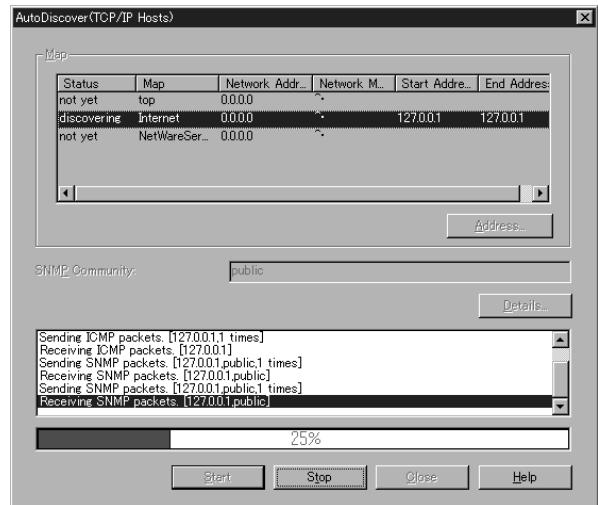 AutoDiscover(TCP/IP Hosts)
Map
Status Map Network Addr... Network M... Start Addre... End Address
not yet top 0.0.0.0 ^.
discovering Internet 0.0.0.0 ^. 127.0.0.1 127.0.0.1
not yet NetWareSer... 0.0.0.0 ^.
Address...
SNMP Community: public
Details...
Sending ICMP packets. [127.0.0.1,1 times]
Receiving ICMP packets. [127.0.0.1]
Sending SNMP packets. [127.0.0.1,public,1 times]
Receiving SNMP packets. [127.0.0.1,public]
Sending SNMP packets. [127.0.0.1,public,1 times]
Receiving SNMP packets. [127.0.0.1,public]
25%
Start Stop Close Help